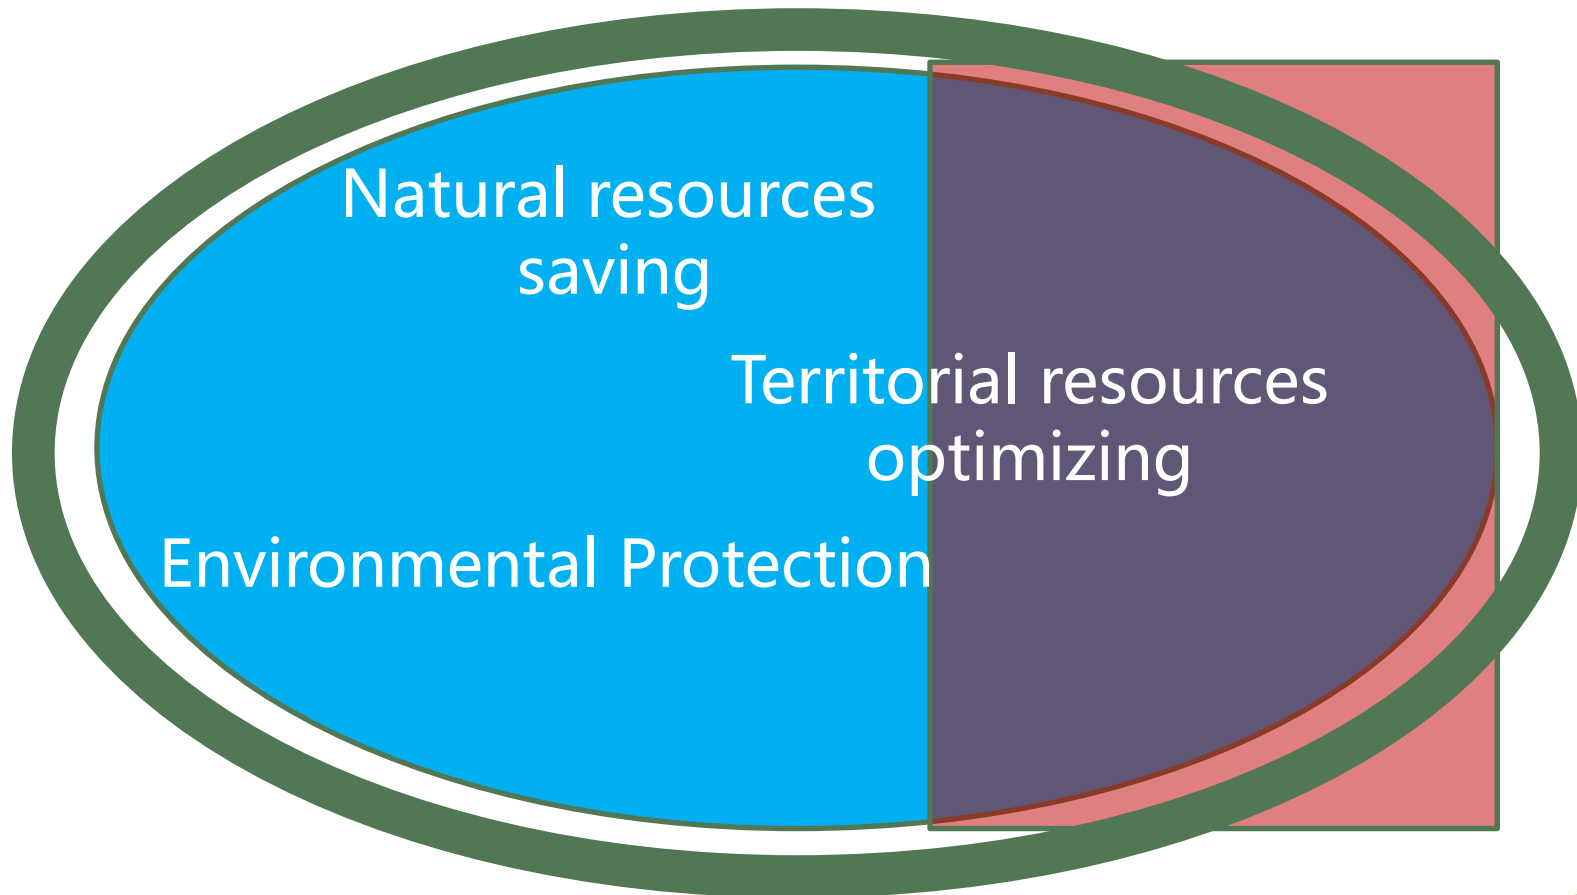 Natural resources
saving
Territorial resources
optimizing
Environmental Protection